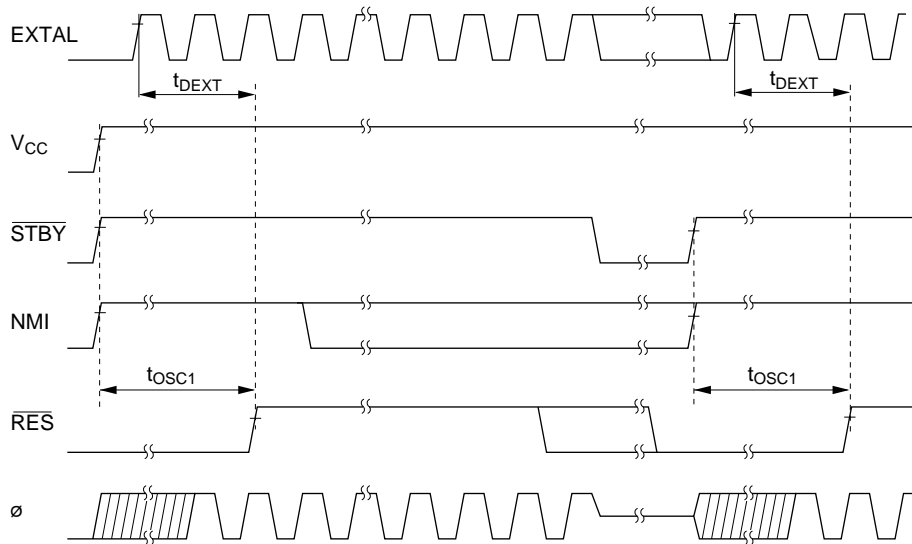 EXTAL
tDEXT
tDEXT
VCC
STBY
NMI
tOSC1
tOSC1
RES
ø